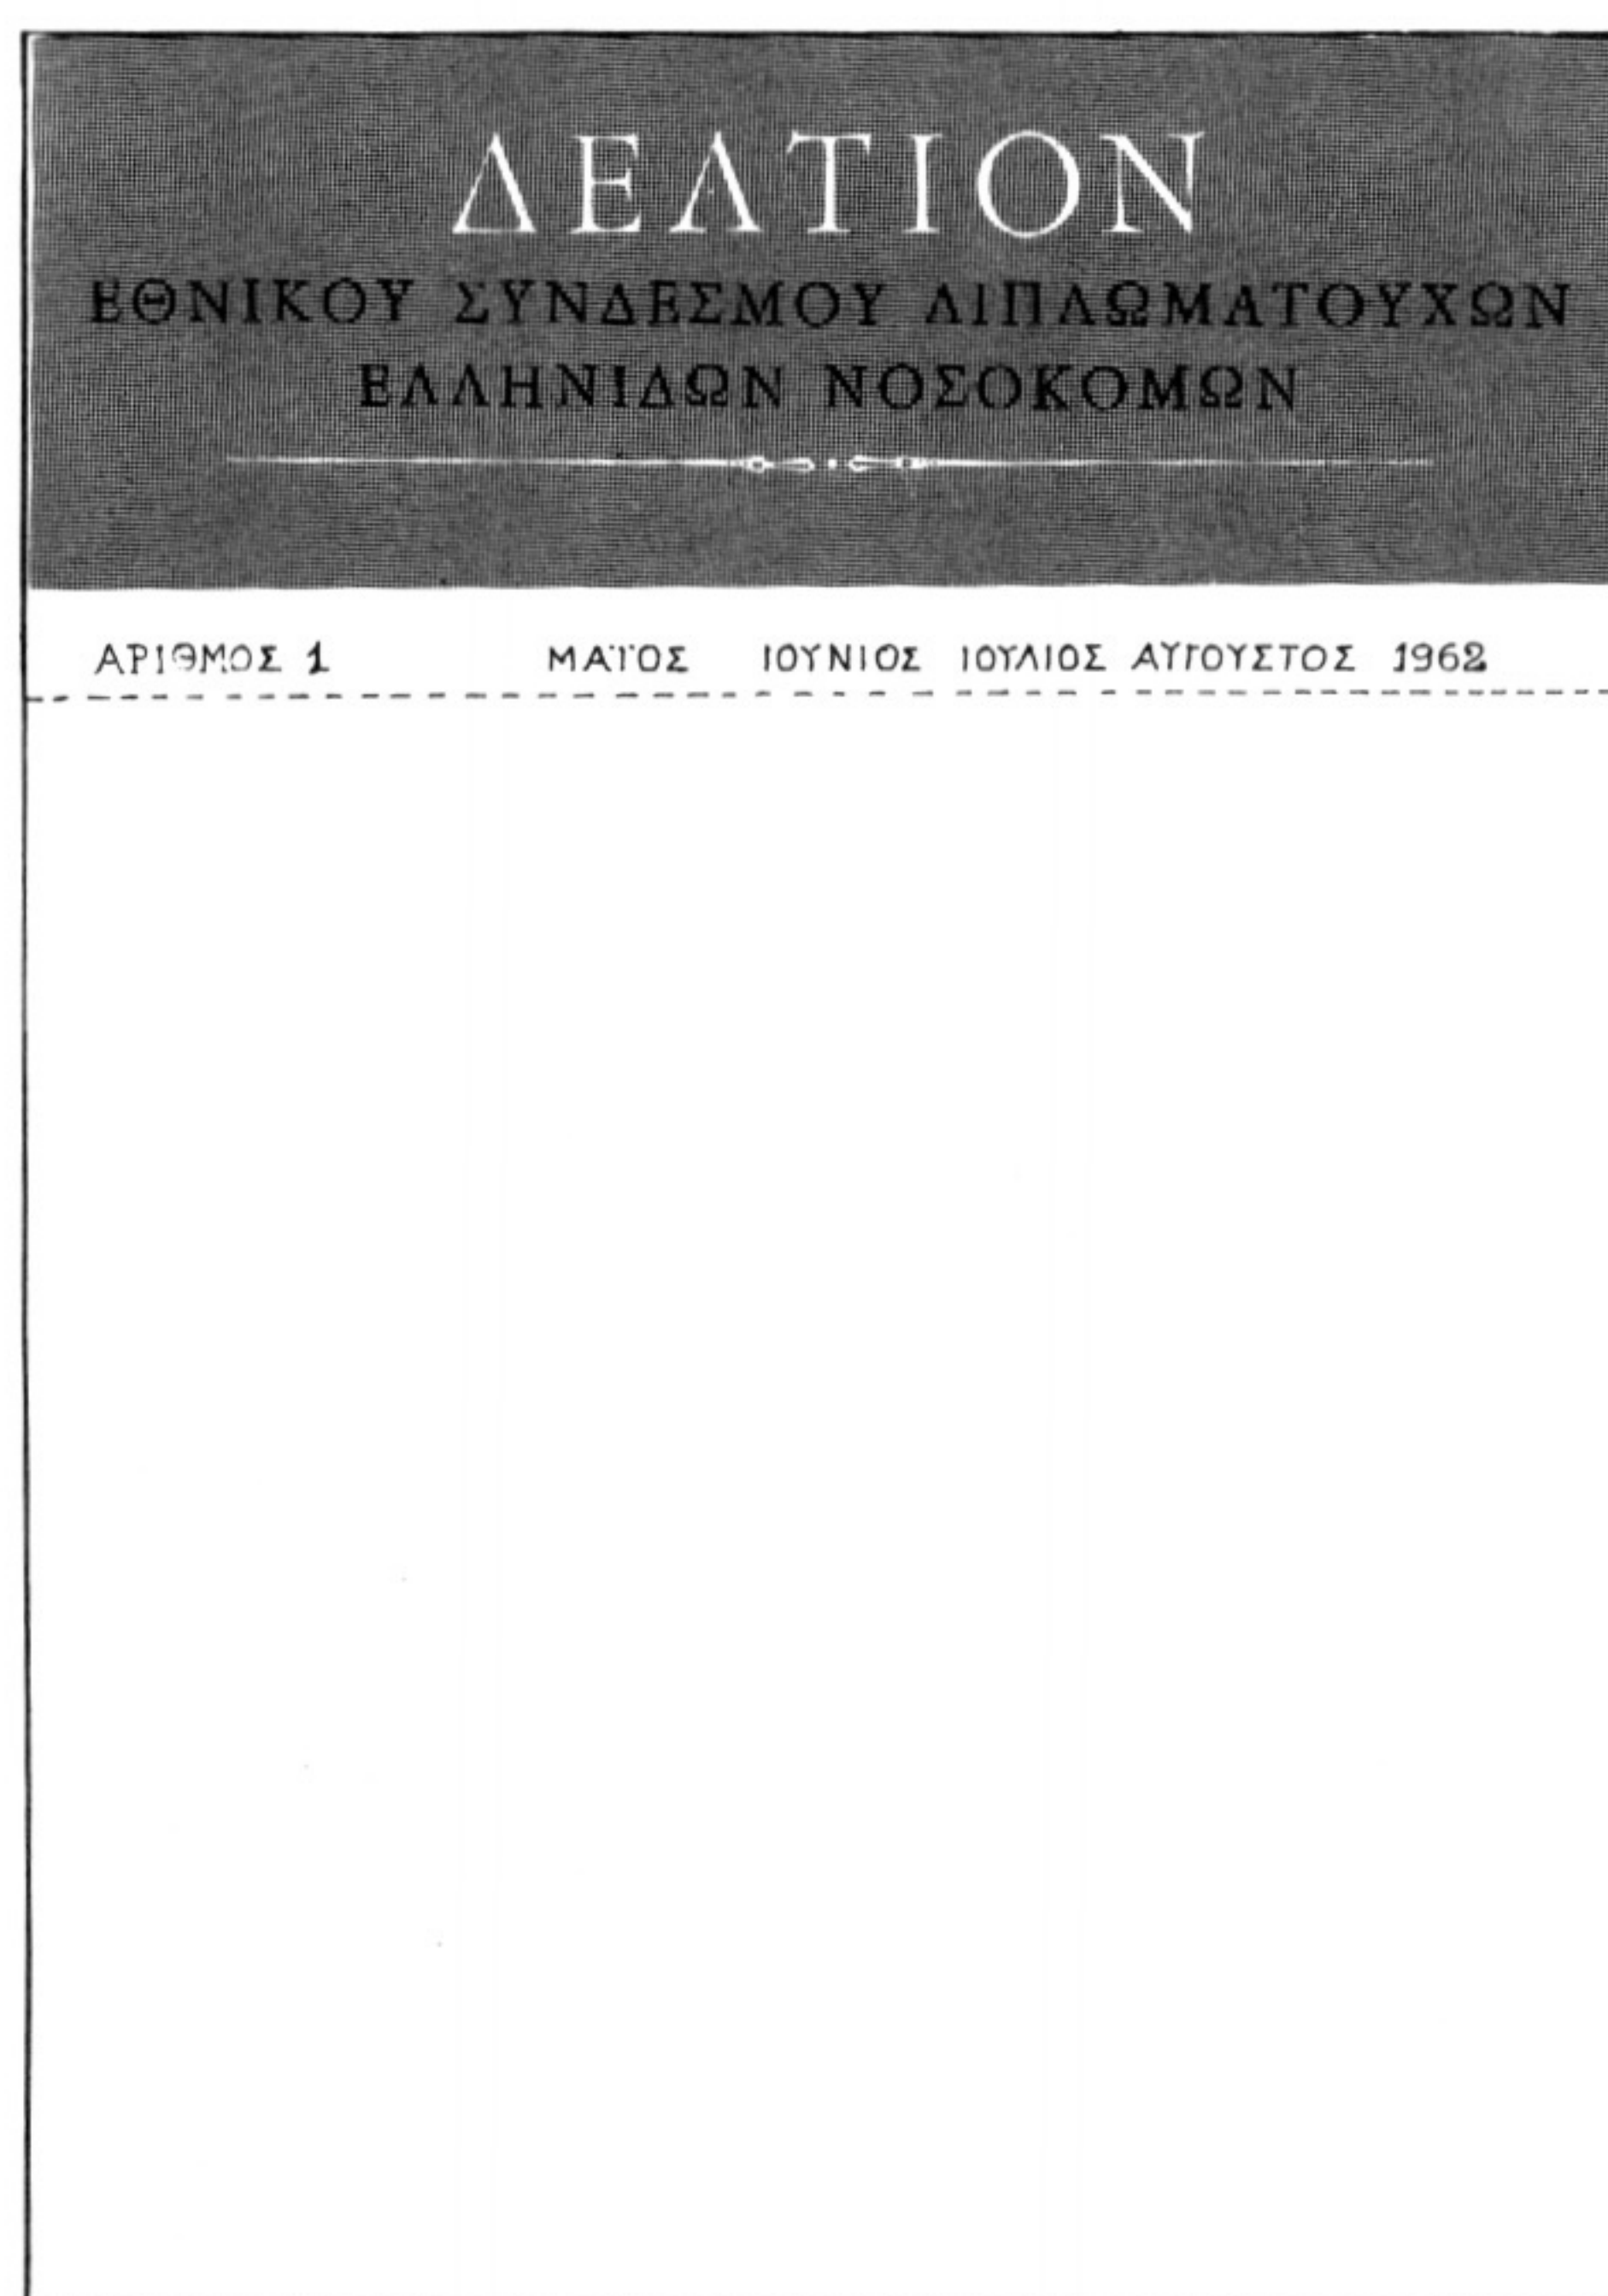 ΔΕΛΤΙΟΝ
ΕΘΝΙΚΟΥ ΣΥΝΔΕΣΜΟΥ ΔΙΠΛΩΜΑΤΟΥΧΩΝ
ΕΛΛΗΝΙΔΩΝ ΝΟΣΟΚΟΜΩΝ
ΑΡΙΘΜΟΣ 1 ΜΑΪΟΣ ΙΟΥΝΙΟΣ ΙΟΥΛΙΟΣ ΑΥΓΟΥΣΤΟΣ 1962